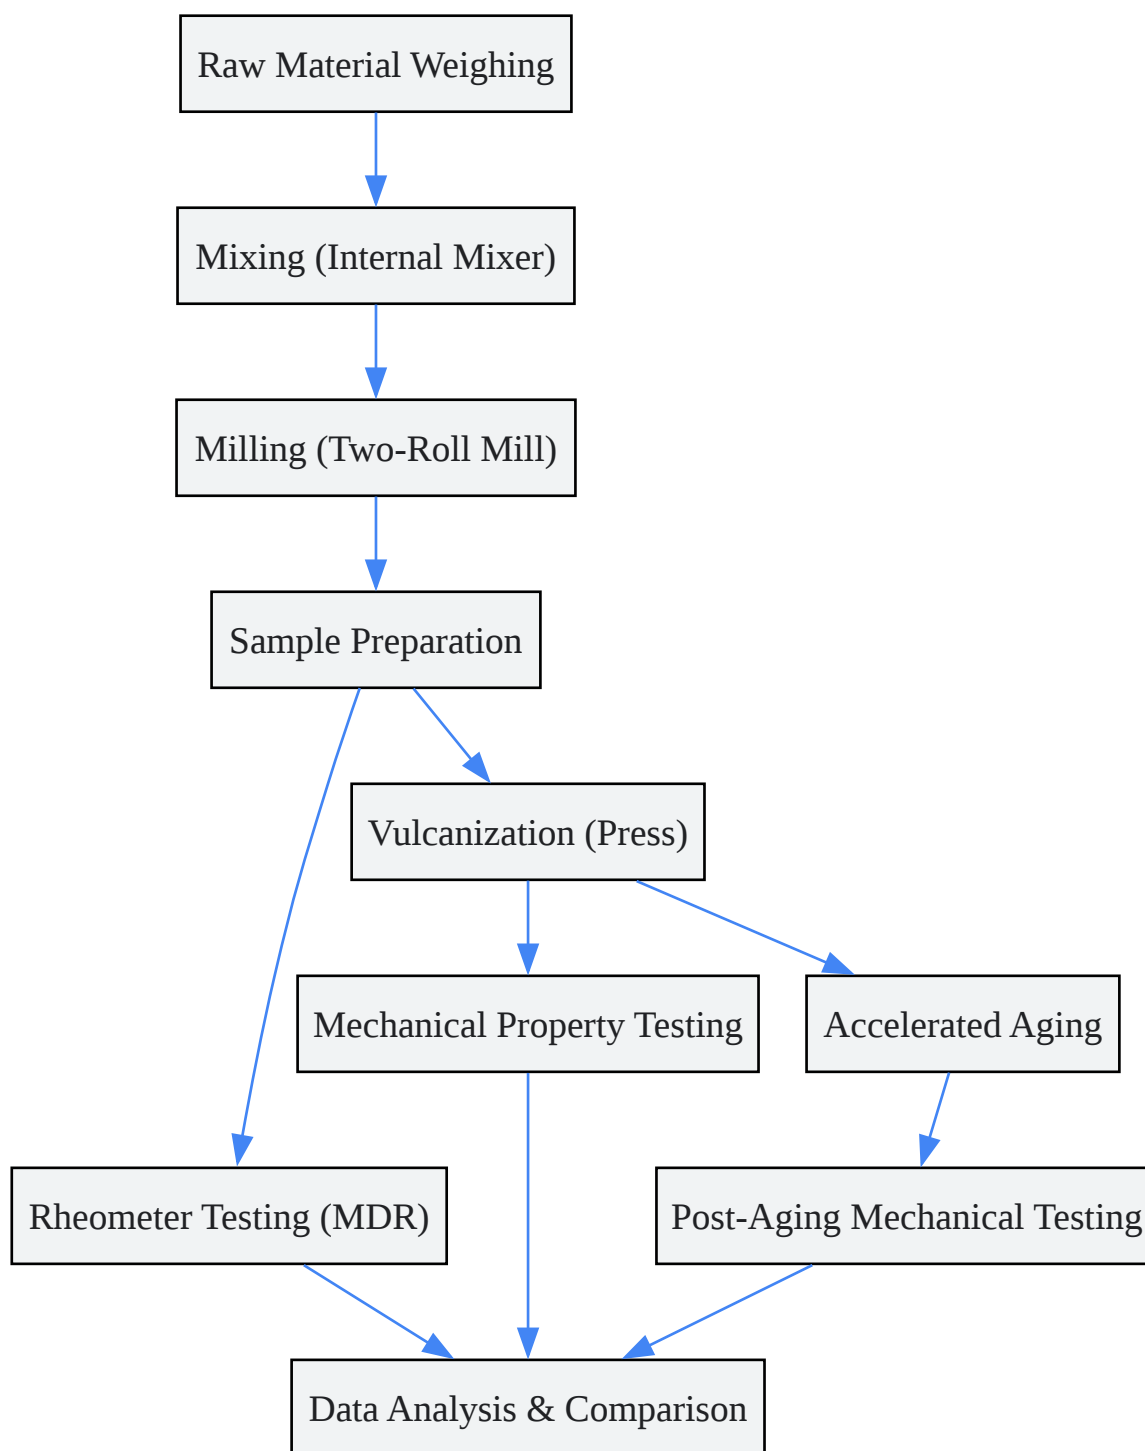 Raw Material Weighing
Mixing (Internal Mixer)
Milling (Two-Roll Mill)
Sample Preparation
Vulcanization (Press)
Mechanical Property Testing
Accelerated Aging
Rheometer Testing (MDR)
Post-Aging Mechanical Testing
Data Analysis & Comparison